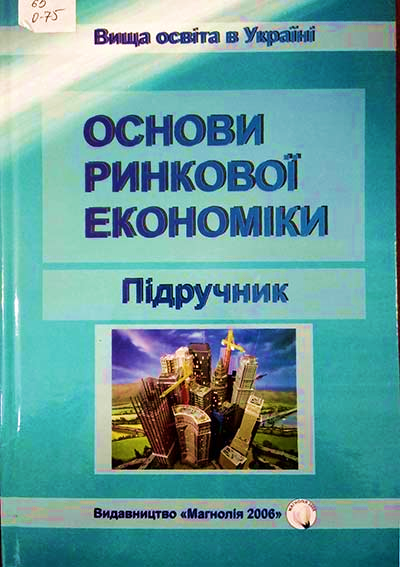 65
0-75
Вища освіта в Україні
ОСНОВИ
РИНКОВОЇ
ЕКОНОМІКИ
Підручник
Видавництво «Магнолія 2006»